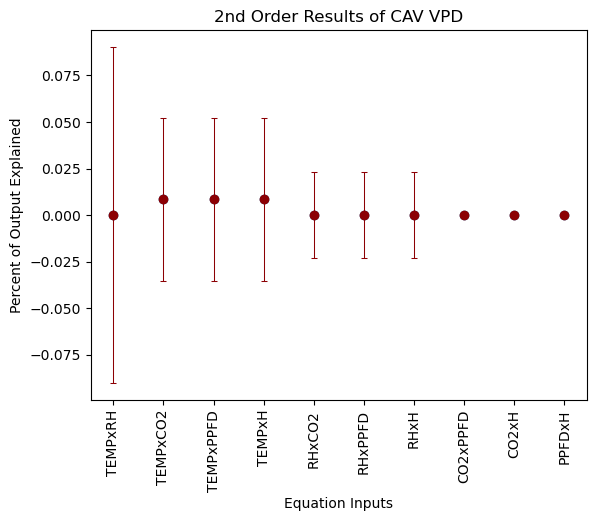 2nd Order Results of CAV VPD
Percent of Output Explained
0.075
0.050
0.025
0.000
−0.025
−0.050
−0.075
TEMPxRH
TEMPxCO2
TEMPxPPFD
TEMPxH
RHxCO2
RHxPPFD
RHxH
CO2xPPFD
CO2xH
PPFDxH
Equation Inputs